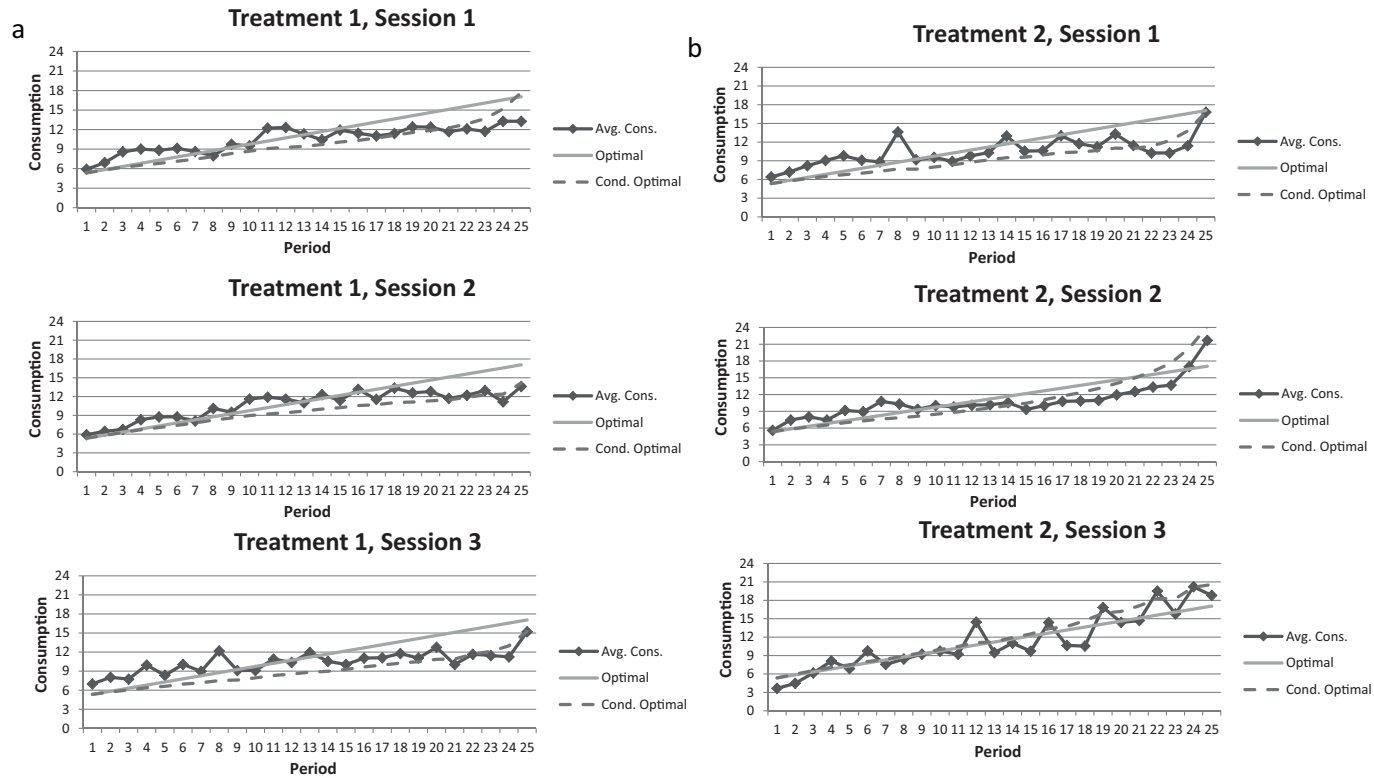 a
Treatment 1, Session 1
24
21
18
15
12
9
6
3
0
Consumption
1 2 3 4 5 6 7 8 9 10 11 12 13 14 15 16 17 18 19 20 21 22 23 24 25
Period
Avg. Cons.
Optimal
Cond. Optimal
Treatment 1, Session 2
24
21
18
15
12
9
6
3
0
Consumption
1 2 3 4 5 6 7 8 9 10 11 12 13 14 15 16 17 18 19 20 21 22 23 24 25
Period
Avg. Cons.
Optimal
Cond. Optimal
Treatment 1, Session 3
24
21
18
15
12
9
6
3
0
Consumption
1 2 3 4 5 6 7 8 9 10 11 12 13 14 15 16 17 18 19 20 21 22 23 24 25
Period
Avg. Cons.
Optimal
Cond. Optimal
b
Treatment 2, Session 1
24
21
18
15
12
9
6
3
0
Consumption
1 2 3 4 5 6 7 8 9 10 11 12 13 14 15 16 17 18 19 20 21 22 23 24 25
Period
Avg. Cons.
Optimal
Cond. Optimal
Treatment 2, Session 2
24
21
18
15
12
9
6
3
0
Consumption
1 2 3 4 5 6 7 8 9 10 11 12 13 14 15 16 17 18 19 20 21 22 23 24 25
Period
Avg. Cons.
Optimal
Cond. Optimal
Treatment 2, Session 3
24
21
18
15
12
9
6
3
0
Consumption
1 2 3 4 5 6 7 8 9 10 11 12 13 14 15 16 17 18 19 20 21 22 23 24 25
Period
Avg. Cons.
Optimal
Cond. Optimal